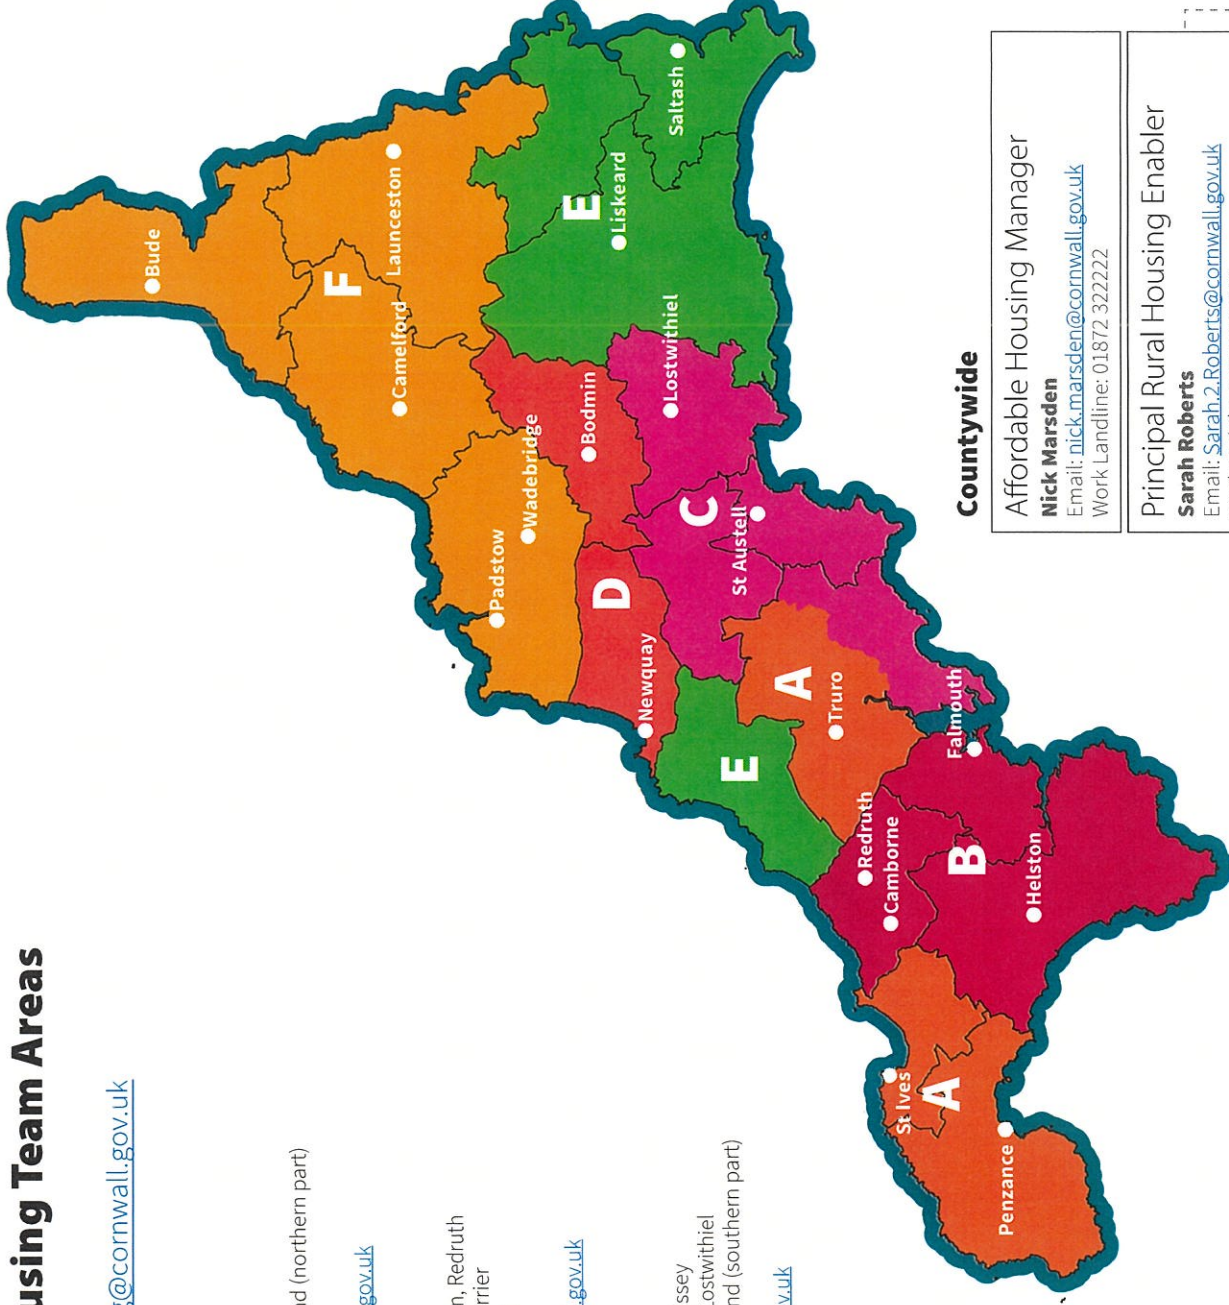 using Team Areas
@cornwall.gov.uk
nd (northern part)
gov.uk
n, Redruth
rrier
.gov.uk
ssey
ostwithiel
nd (southern part)
v.uk
Bude
F
Launceston
Camelford
Padstow
Wadebridge
E
Liskeard
Saltash
Bodmin
Lostwithiel
D
Newquay
C
St Austell
E
A
Truro
Falmouth
Redruth
Camborne
B
Helston
St Ives
A
Penzance
Countywide
Affordable Housing Manager
Nick Marsden
Email: nick.marsden@cornwall.gov.uk
Work Landline: 01872 322222
Principal Rural Housing Enabler
Sarah Roberts
Email: Sarah.2.Roberts@cornwall.gov.uk